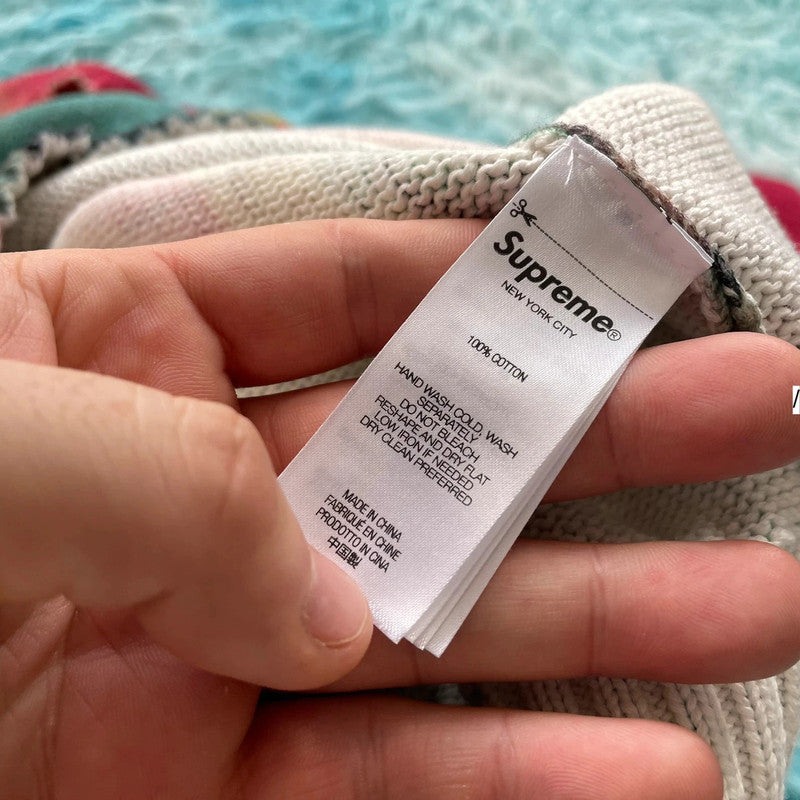 Supreme®
NEW YORK CITY
100% COTTON
HAND WASH COLD, WASH
SEPARATELY
DO NOT BLEACH
RESHAPE AND DRY FLAT
LOW IRON IF NEEDED
DRY CLEAN PREFERRED
MADE IN CHINA
FABRIQUÉ EN CHINE
PRODOTTO IN CINA
中国製
/